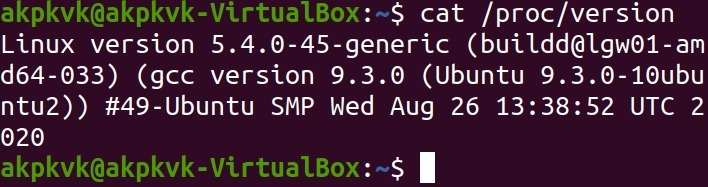 akpkvk@akpkvk-VirtualBox:~$ cat /proc/version
Linux version 5.4.0-45-generic (buildd@lgw01-am
d64-033) (gcc version 9.3.0 (Ubuntu 9.3.0-10ubu
ntu2)) #49-Ubuntu SMP Wed Aug 26 13:38:52 UTC 2
020
akpkvk@akpkvk-VirtualBox:~$